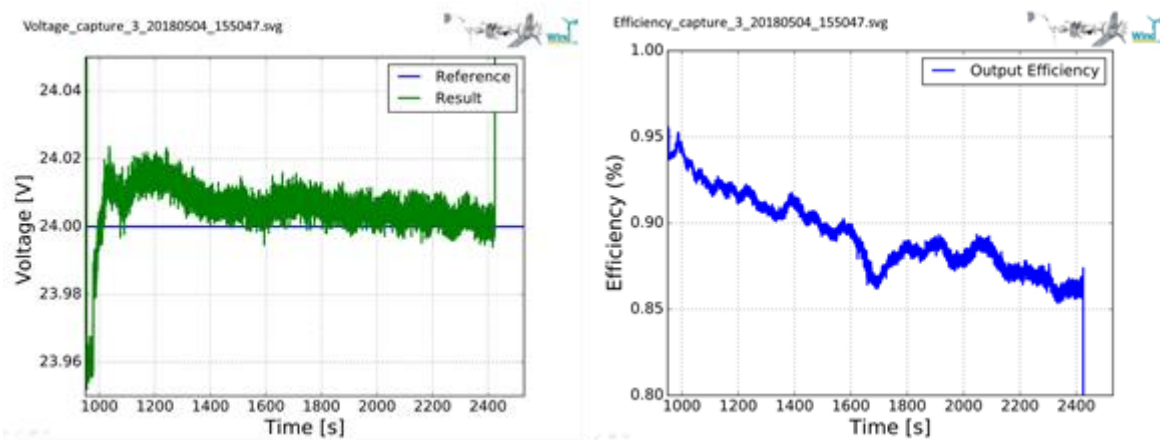 Voltage_capture_3_20180504_155047.svg
Wind
Reference
Result
24.04
24.02
24.00
23.98
23.96
Voltage [V]
1000 1200 1400 1600 1800 2000 2200 2400
Time [s]
Efficiency_capture_3_20180504_155047.svg
Wind
Output Efficiency
1.00
0.95
0.90
0.85
0.80
Efficiency (%)
1000 1200 1400 1600 1800 2000 2200 2400
Time [s]